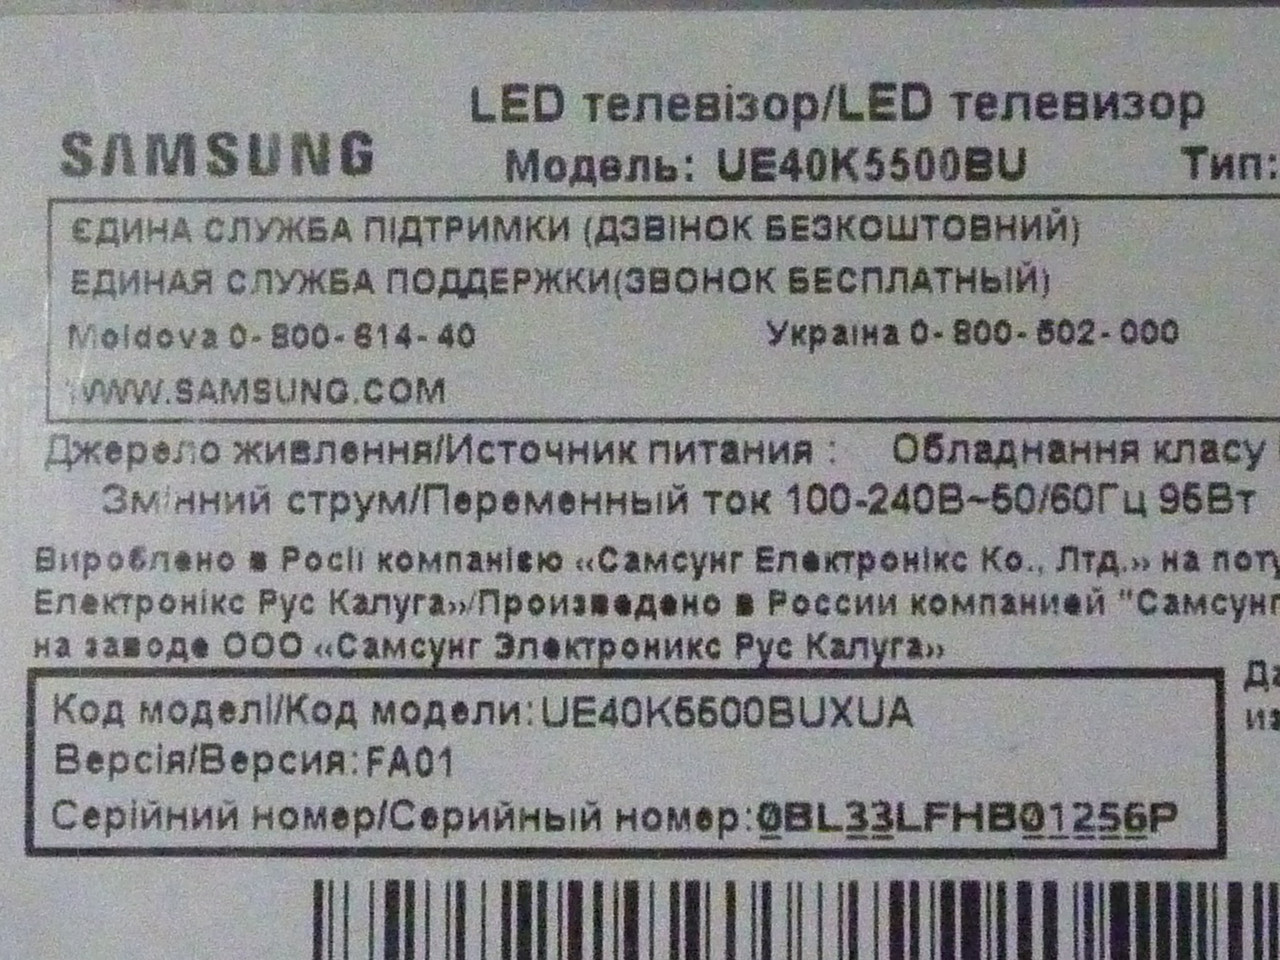 LED телевізор/LED телевизор
SAMSUNG
Модель: UE40K5500BU Тип:
ЄДИНА СЛУЖБА ПІДТРИМКИ (ДЗВІНОК БЕЗКОШТОВНИЙ)
ЕДИНАЯ СЛУЖБА ПОДДЕРЖКИ(ЗВОНОК БЕСПЛАТНЫЙ)
Moldova 0-800-614-40 Україна 0-800-502-000
WWW.SAMSUNG.COM
Джерело живлення/Источник питания : Обладнання класу
Змінний струм/Переменный ток 100-240В~50/60Гц 95Вт
Вироблено в Росії компанією «Самсунг Електронікс Ко., Лтд.» на поту
Електронікс Рус Калуга»/Произведено в России компанией "Самсунг
на заводе ООО «Самсунг Электроникс Рус Калуга»
Да
из
Код моделі/Код модели:UE40K5500BUXUA
Версія/Версия:FA01
Серійний номер/Серийный номер:0BL33LFHB01256P